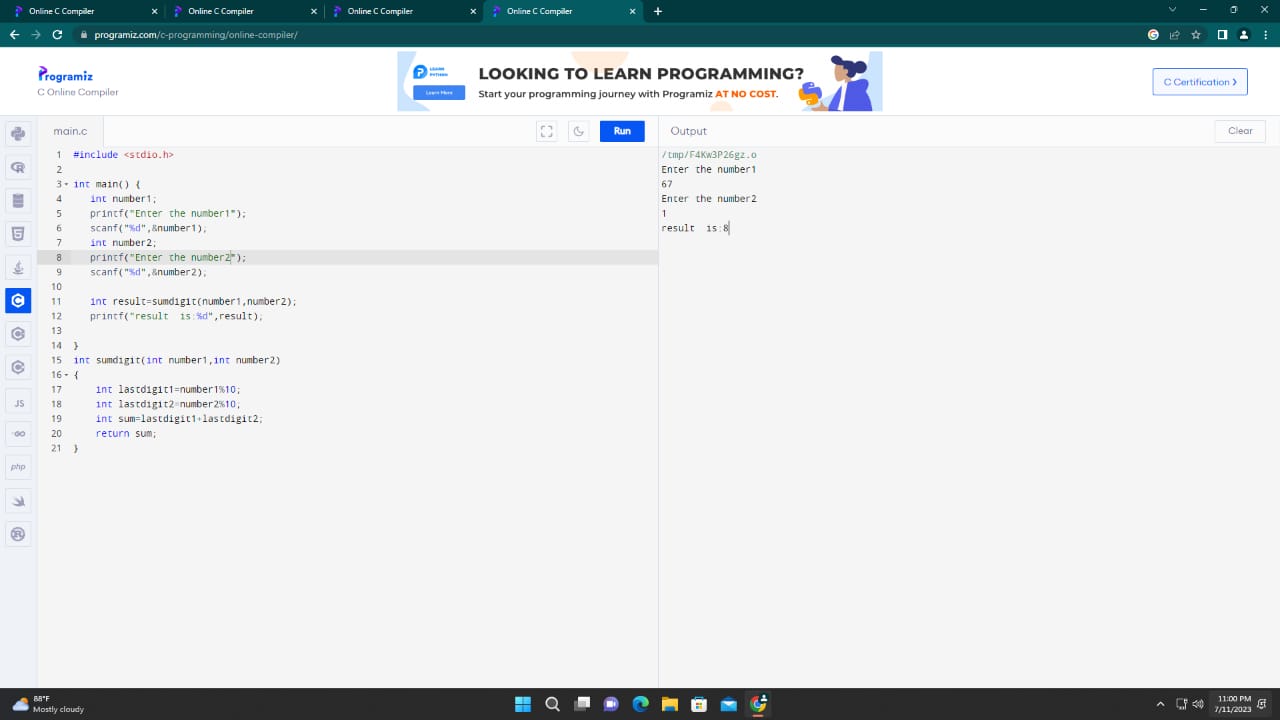 Online C Compiler
Online C Compiler
Online C Compiler
Online C Compiler
programiz.com/c-programming/online-compiler/
Programiz
C Online Compiler
LEARN
PYTHON
Learn More
LOOKING TO LEARN PROGRAMMING?
Start your programming journey with Programiz AT NO COST.
C Certification
main.c
Run
Output
Clear
1 #include <stdio.h>
2
3 int main() {
4 int number1;
5 printf("Enter the number1");
6 scanf("%d",&number1);
7 int number2;
8 printf("Enter the number2");
9 scanf("%d",&number2);
10
11 int result=sumdigit(number1,number2);
12 printf("result  is:%d",result);
13
14 }
15 int sumdigit(int number1,int number2)
16 {
17 int lastdigit1=number1%10;
18 int lastdigit2=number2%10;
19 int sum=lastdigit1+lastdigit2;
20 return sum;
21 }
/tmp/F4Kw3P26gz.o
Enter the number1
67
Enter the number2
1
result  is:8
JS
GO
php
88°F
Mostly cloudy
11:00 PM
7/11/2023